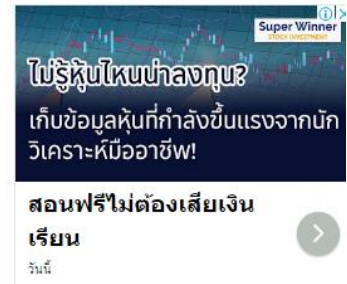 Super Winner
STOCK INVESTMENT
ไม่รู้หุ้นไหนน่าลงทุน?
เก็บข้อมูลหุ้นที่กำลังขึ้นแรงจากนัก
วิเคราะห์มืออาชีพ!
สอนฟรีไม่ต้องเสียเงิน
เรียน
วันนี้